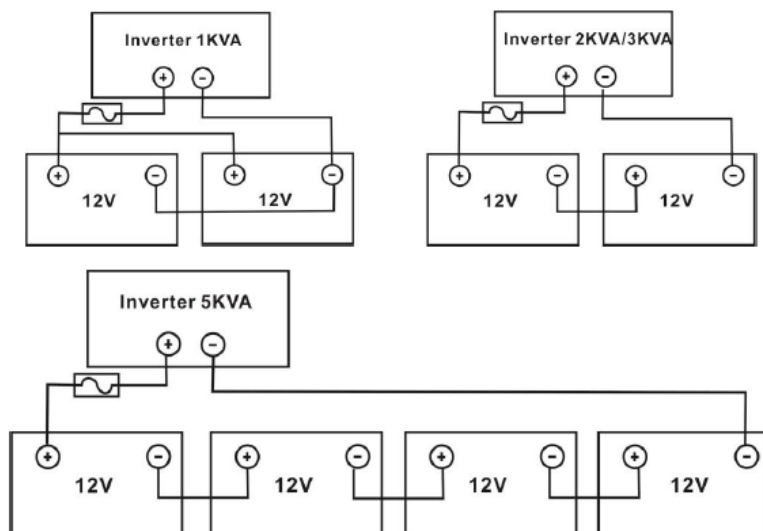 Inverter 1KVA
+ −
+ − + −
12V 12V
Inverter 2KVA/3KVA
+ −
+ − + −
12V 12V
Inverter 5KVA
+ −
+ − + − + − + −
12V 12V 12V 12V